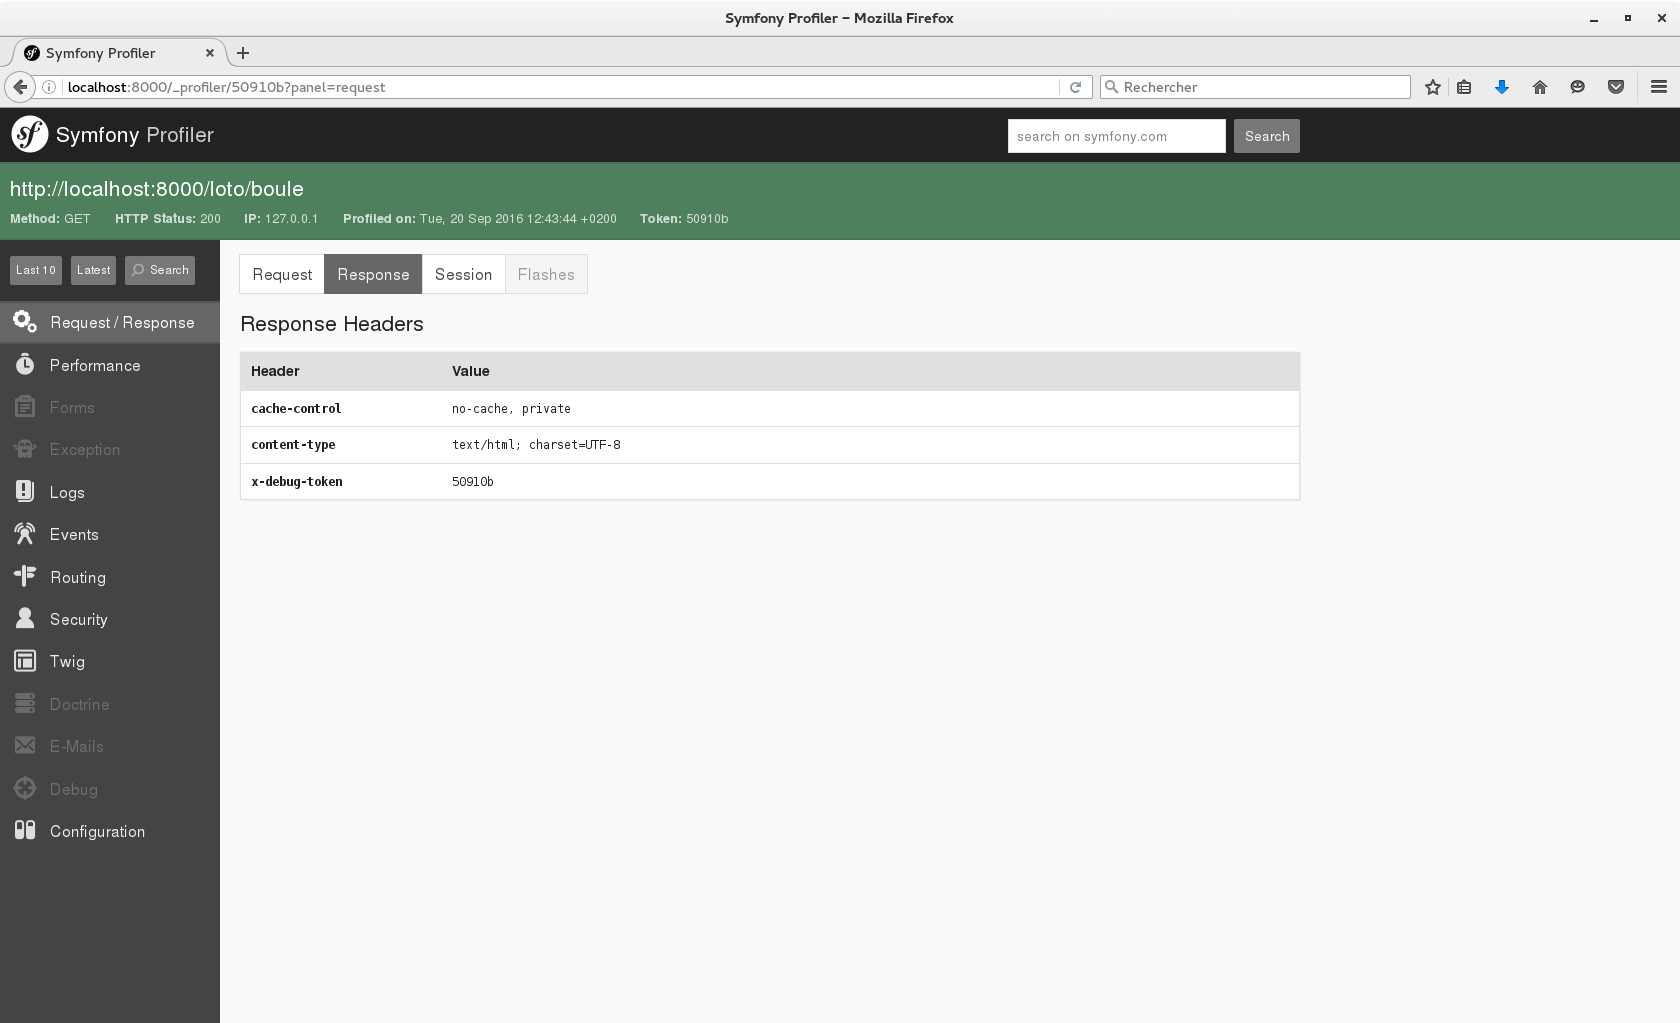 Symfony Profiler – Mozilla Firefox
Symfony Profiler
localhost:8000/_profiler/50910b?panel=request
Rechercher
Symfony Profiler
search on symfony.com
Search
http://localhost:8000/loto/boule
Method: GET HTTP Status: 200 IP: 127.0.0.1 Profiled on: Tue, 20 Sep 2016 12:43:44 +0200 Token: 50910b
Last 10 Latest Search
Request / Response
Performance
Forms
Exception
Logs
Events
Routing
Security
Twig
Doctrine
E-Mails
Debug
Configuration
Request Response Session Flashes
Response Headers
Header Value
cache-control no-cache, private
content-type text/html; charset=UTF-8
x-debug-token 50910b